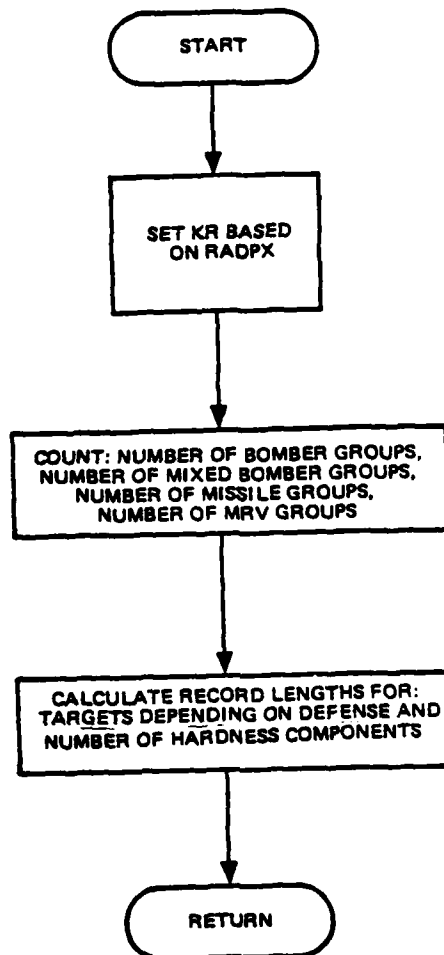 START
SET KR BASED
ON RADPX
COUNT: NUMBER OF BOMBER GROUPS,
NUMBER OF MIXED BOMBER GROUPS,
NUMBER OF MISSILE GROUPS,
NUMBER OF MRV GROUPS
CALCULATE RECORD LENGTHS FOR:
TARGETS DEPENDING ON DEFENSE AND
NUMBER OF HARDNESS COMPONENTS
RETURN